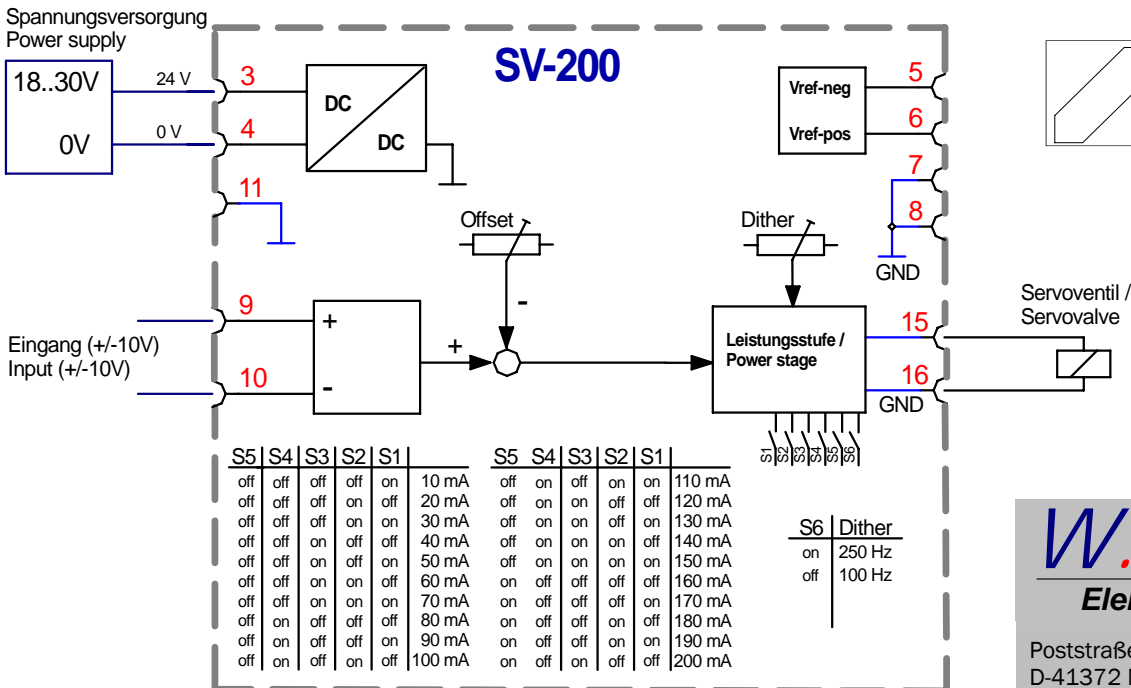 Spannungsversorgung
Power supply
SV-200
18..30V
24 V
3
0V
0 V
4
DC
DC
11
Vref-neg
5
Vref-pos
6
7
8
GND
Offset
-
Dither
Eingang (+/-10V)
Input (+/-10V)
9
10
+
-
+
Leistungsstufe /
Power stage
15
16
GND
Servoventil /
Servovalve
S1 S2 S3 S4 S5 S6
S5 S4 S3 S2 S1
off off off off on 10 mA
off off off on off 20 mA
off off off on on 30 mA
off off on off off 40 mA
off off on off on 50 mA
off off on on off 60 mA
off off on on on 70 mA
off on off off off 80 mA
off on off off on 90 mA
off on off on off 100 mA
S5 S4 S3 S2 S1
off on off on on 110 mA
off on on off off 120 mA
off on on off on 130 mA
off on on on off 140 mA
off on on on on 150 mA
on off off off off 160 mA
on off off off on 170 mA
on off off on off 180 mA
on off off on on 190 mA
on off on off off 200 mA
S6 Dither
on 250 Hz
off 100 Hz
W.
Ele
Poststraße
D-41372